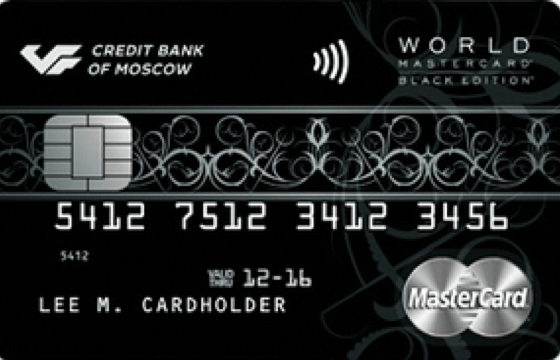 CREDIT BANK
OF MOSCOW
WORLD
MASTERCARD
BLACK EDITION
5412 7512 3412 3456
5412
VALID
THRU 12-16
LEE M. CARDHOLDER
MasterCard